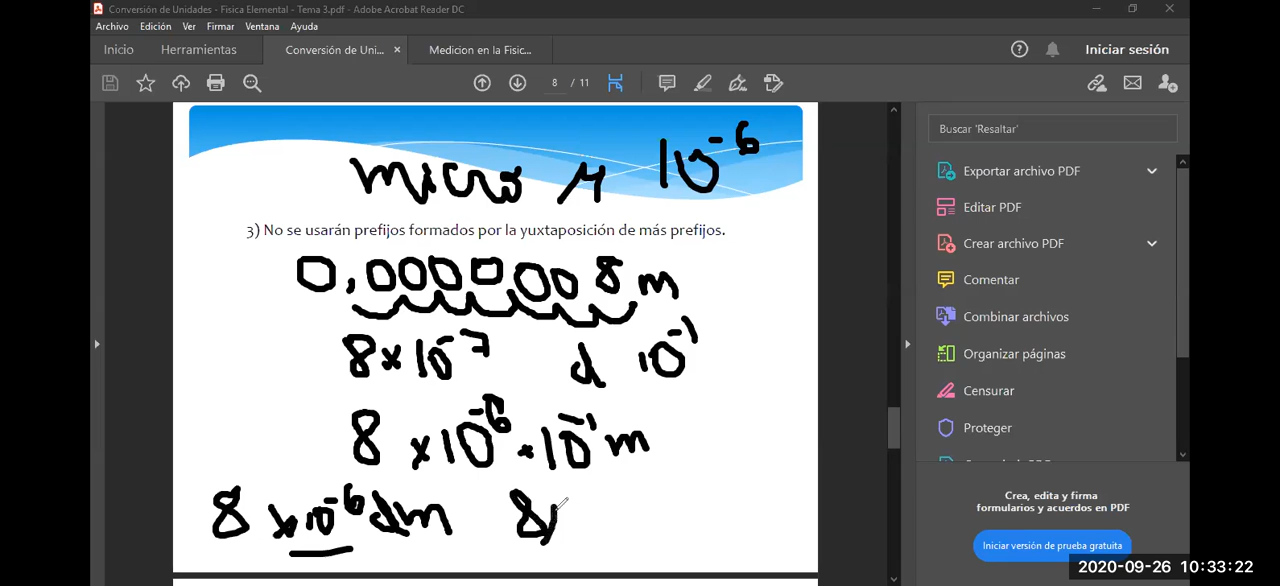 Conversión de Unidades - Fisica Elemental - Tema 3.pdf - Adobe Acrobat Reader DC
Archivo Edición Ver Firmar Ventana Ayuda
Inicio Herramientas Conversión de Uni... × Medicion en la Fisic... Iniciar sesión
8 / 11
Buscar 'Resaltar'
micro μ 10⁻⁶
3) No se usarán prefijos formados por la yuxtaposición de más prefijos.
0,0000008 m
8 × 10⁻⁷ d 10⁻¹
8 × 10⁻⁶ × 10⁻¹ m
8 × 10⁻⁶ dm 8
Exportar archivo PDF
Editar PDF
Crear archivo PDF
Comentar
Combinar archivos
Organizar páginas
Censurar
Proteger
Crea, edita y firma
formularios y acuerdos en PDF
Iniciar versión de prueba gratuita
2020-09-26 10:33:22